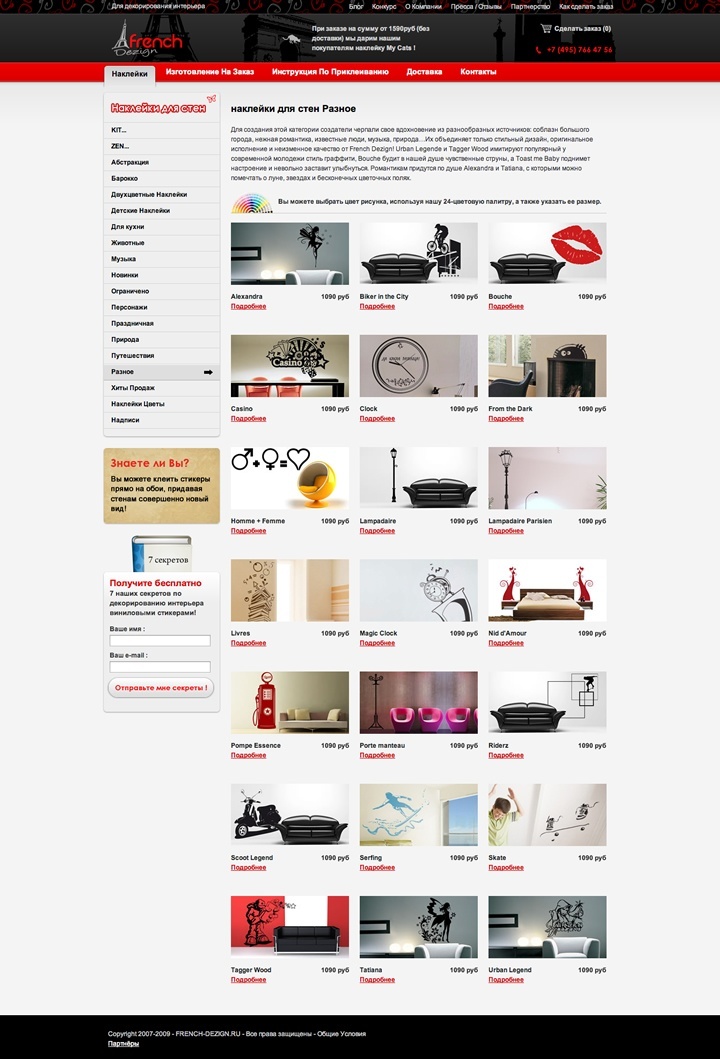 Для декорирования интерьера
Блог Конкурс О Компании Пресса / Отзывы Партнерство Как сделать заказ
french
Dezign
При заказе на сумму от 1590руб (без
доставки) мы дарим нашим
покупателям наклейку My Cats !
Сделать заказ (0)
+7 (495) 766 47 56
Наклейки Изготовление На Заказ Инструкция По Приклеиванию Доставка Контакты
Наклейки для стен
KIT...
ZEN...
Абстракция
Барокко
Двухцветные Наклейки
Детские Наклейки
Для кухни
Животные
Музыка
Новинки
Ограничено
Персонажи
Праздничная
Природа
Путешествия
Разное
Хиты Продаж
Наклейки Цветы
Надписи
Знаете ли Вы?
Вы можете клеить стикеры
прямо на обои, придавая
стенам совершенно новый
вид!
7 секретов
Получите бесплатно
7 наших секретов по
декорированию интерьера
виниловыми стикерами!
Ваше имя :
Ваш e-mail :
Отправьте мне секреты !
наклейки для стен Разное
Для создания этой категории создатели черпали свое вдохновение из разнообразных источников: соблазн большого
города, нежная романтика, известные люди, музыка, природа…Их объединяет только стильный дизайн, оригинальное
исполнение и неизменное качество от French Dezign! Urban Legende и Tagger Wood имитируют популярный у
современной молодежи стиль граффити, Bouche будит в нашей душе чувственные струны, а Toast me Baby поднимет
настроение и невольно заставит улыбнуться. Романтикам придутся по душе Alexandra и Tatiana, с которыми можно
помечтать о луне, звездах и бесконечных цветочных полях.
Вы можете выбрать цвет рисунка, используя нашу 24-цветовую палитру, а также указать ее размер.
Alexandra 1090 руб
Подробнее
Biker in the City 1090 руб
Подробнее
Bouche 1090 руб
Подробнее
Casino
Casino 1090 руб
Подробнее
Clock 1090 руб
Подробнее
From the Dark 1090 руб
Подробнее
Homme + Femme 1090 руб
Подробнее
Lampadaire 1090 руб
Подробнее
Lampadaire Parisien 1090 руб
Подробнее
Livres 1090 руб
Подробнее
Magic Clock 1090 руб
Подробнее
Nid d'Amour 1090 руб
Подробнее
Pompe Essence 1090 руб
Подробнее
Porte manteau 1090 руб
Подробнее
Riderz 1090 руб
Подробнее
Scoot Legend 1090 руб
Подробнее
Serfing 1090 руб
Подробнее
Skate 1090 руб
Подробнее
Tagger Wood 1090 руб
Подробнее
Tatiana 1090 руб
Подробнее
Urban Legend 1090 руб
Подробнее
Copyright 2007-2009 - FRENCH-DEZIGN.RU - Все права защищены - Общие Условия
Партнёры